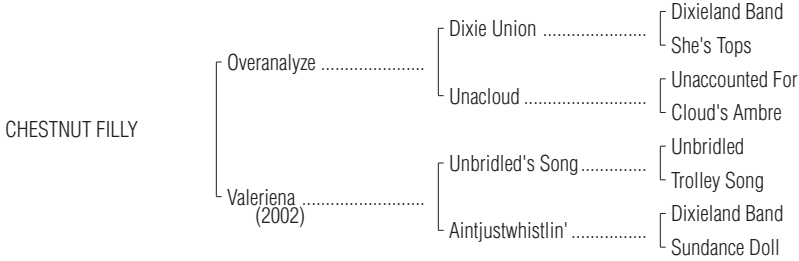 Dixieland Band
Dixie Union ......................
She's Tops
Overanalyze ......................
Unaccounted For
Unacloud ..........................
Cloud's Ambre
CHESTNUT FILLY
Unbridled
Unbridled's Song..............
Trolley Song
Valeriena ..........................
(2002)
Dixieland Band
Aintjustwhistlin' ................
Sundance Doll